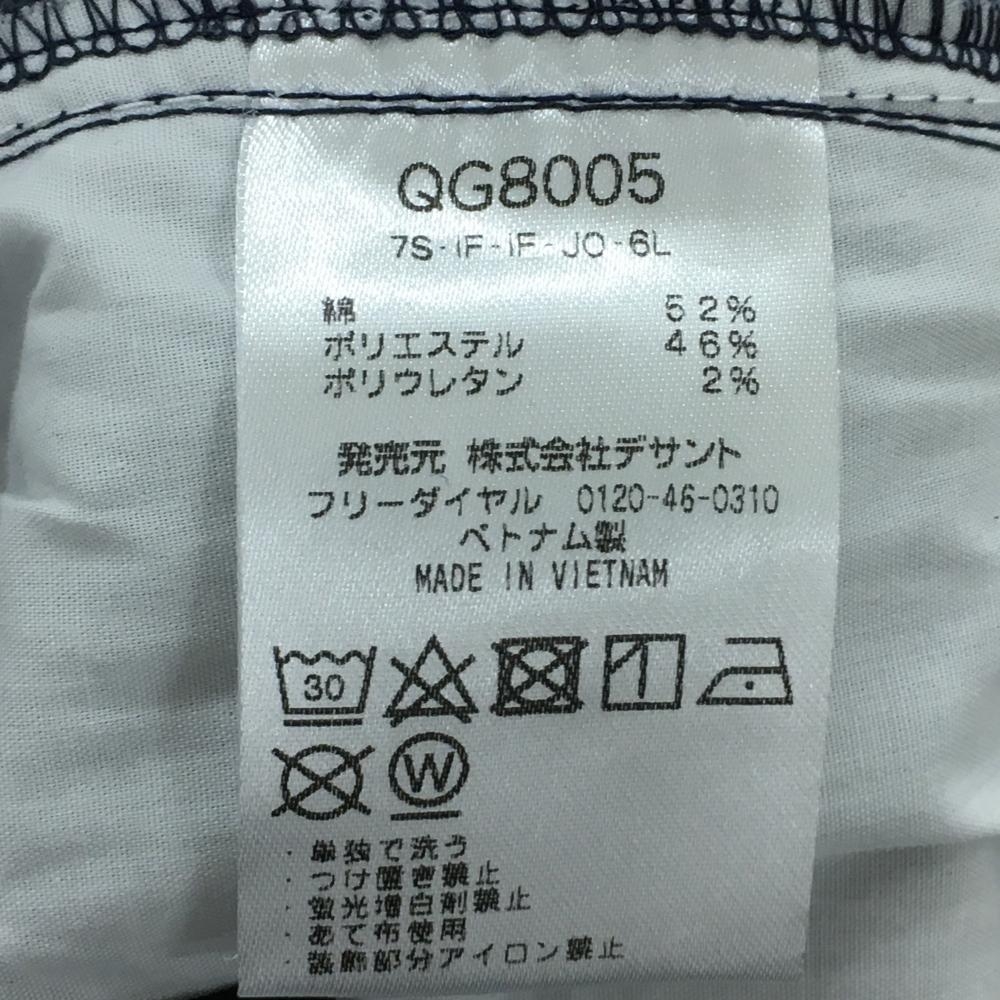 QG8005
7S-IF-IF-JO-6L
綿 52%
ポリエステル 46%
ポリウレタン 2%
発売元 株式会社デサント
フリーダイヤル 0120-46-0310
ベトナム製
MADE IN VIETNAM
30
W
・単独で洗う
・つけ置き禁止
・蛍光増白剤禁止
・あて布使用
・装飾部分アイロン禁止